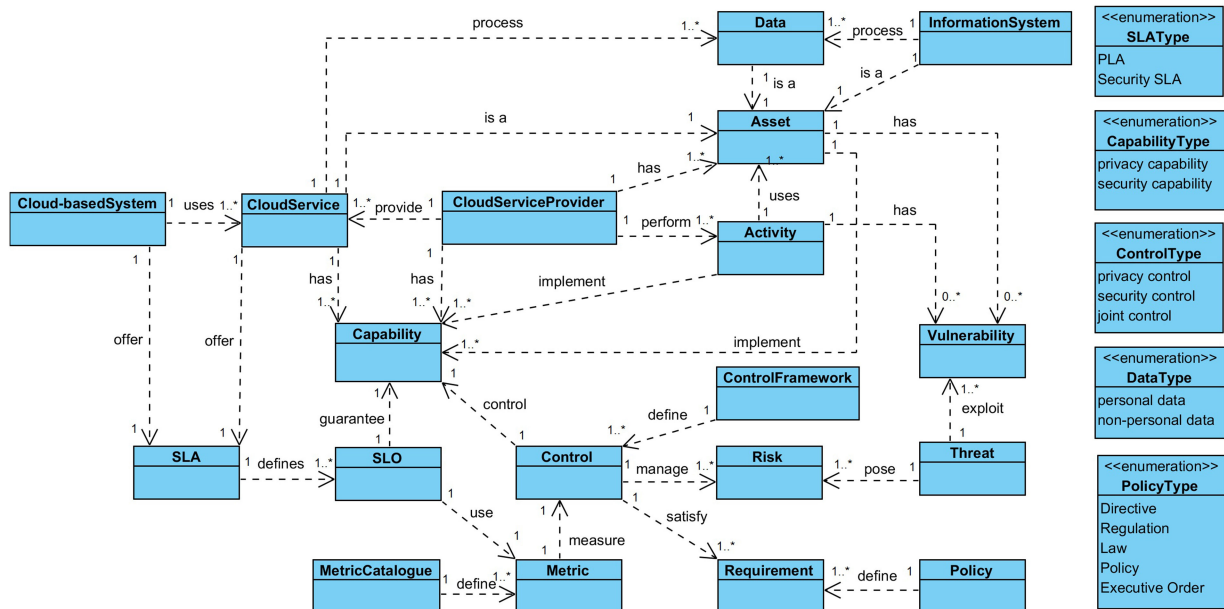 process
1
1..*
Data
1..*
process
1
InformationSystem
1
is a
1
1
is a
1
1
is a
1
Asset
1
has
1
0..*
1..*
has
1
1..*
uses
1
Cloud-basedSystem
1
uses
1..*
CloudService
1..*
provide
1
CloudServiceProvider
1
perform
1..*
Activity
1
has
0..*
1
offer
1
1
offer
1
1
has
1..*
1
has
1..*
implement
1..*
Capability
1..*
implement
Vulnerability
1
guarantee
1
1
control
1
ControlFramework
1
define
1..*
1..*
exploit
1
SLA
1
defines
1..*
SLO
Control
1
manage
1..*
Risk
1..*
pose
1
Threat
1
use
1
1
measure
1
1
satisfy
1..*
MetricCatalogue
1
define
1..*
Metric
Requirement
1..*
define
1
Policy
<<enumeration>>
SLAType
PLA
Security SLA
<<enumeration>>
CapabilityType
privacy capability
security capability
<<enumeration>>
ControlType
privacy control
security control
joint control
<<enumeration>>
DataType
personal data
non-personal data
<<enumeration>>
PolicyType
Directive
Regulation
Law
Policy
Executive Order